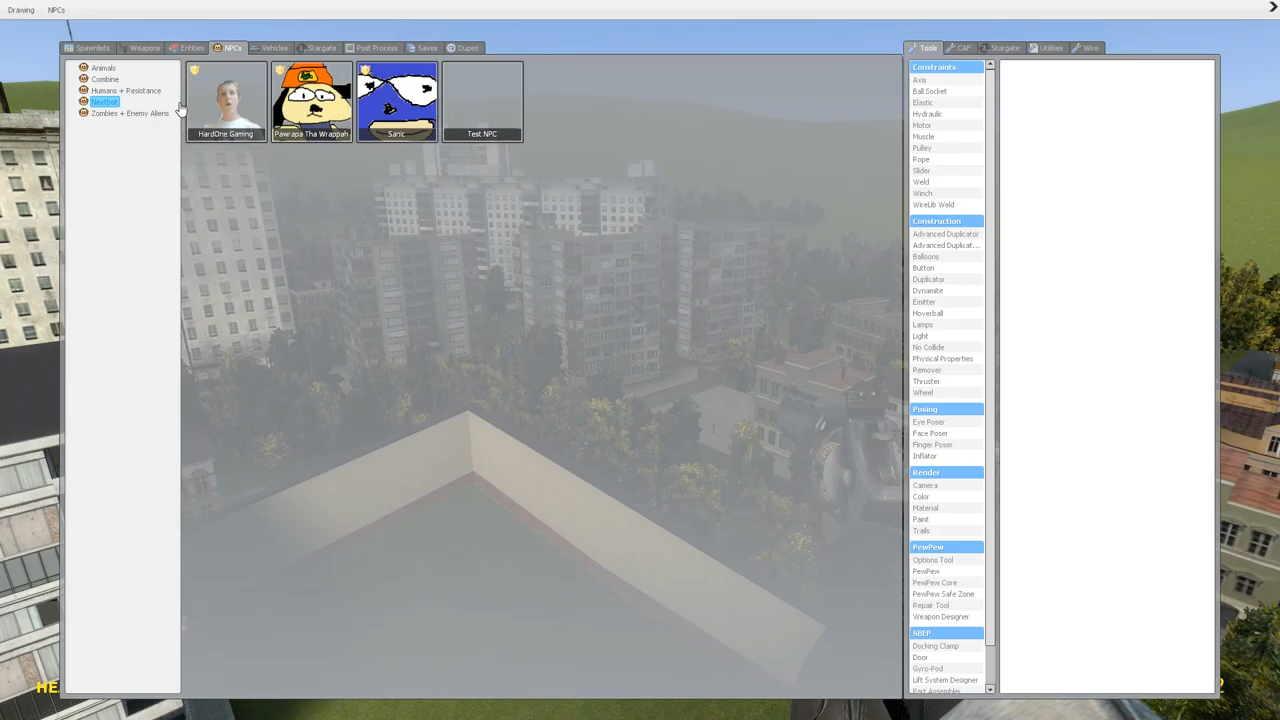 Drawing NPCs
Spawnlists Weapons Entities NPCs Vehicles Stargate Post Process Saves Dupes
Animals
Combine
Humans + Resistance
Nextbot
Zombies + Enemy Aliens
HardOne Gaming Pawrapa Tha Wrappah Sanic Test NPC
Tools CAF Stargate Utilities Wire
Constraints
Axis
Ball Socket
Elastic
Hydraulic
Motor
Muscle
Pulley
Rope
Slider
Weld
Winch
WireLib Weld
Construction
Advanced Duplicator
Advanced Duplicat...
Balloons
Button
Duplicator
Dynamite
Emitter
Hoverball
Lamps
Light
No Collide
Physical Properties
Remover
Thruster
Wheel
Posing
Eye Poser
Face Poser
Finger Poser
Inflator
Render
Camera
Color
Material
Paint
Trails
PewPew
Options Tool
PewPew
PewPew Core
PewPew Safe Zone
Repair Tool
Weapon Designer
SBEP
Docking Clamp
Door
Gyro-Pod
Lift System Designer
Part Assembler
HE